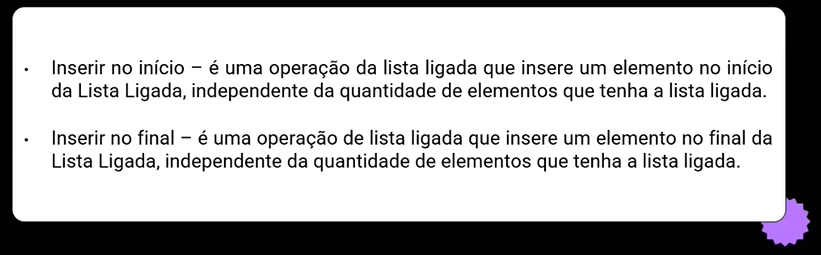 • Inserir no início – é uma operação da lista ligada que insere um elemento no início
da Lista Ligada, independente da quantidade de elementos que tenha a lista ligada.
• Inserir no final – é uma operação de lista ligada que insere um elemento no final da
Lista Ligada, independente da quantidade de elementos que tenha a lista ligada.